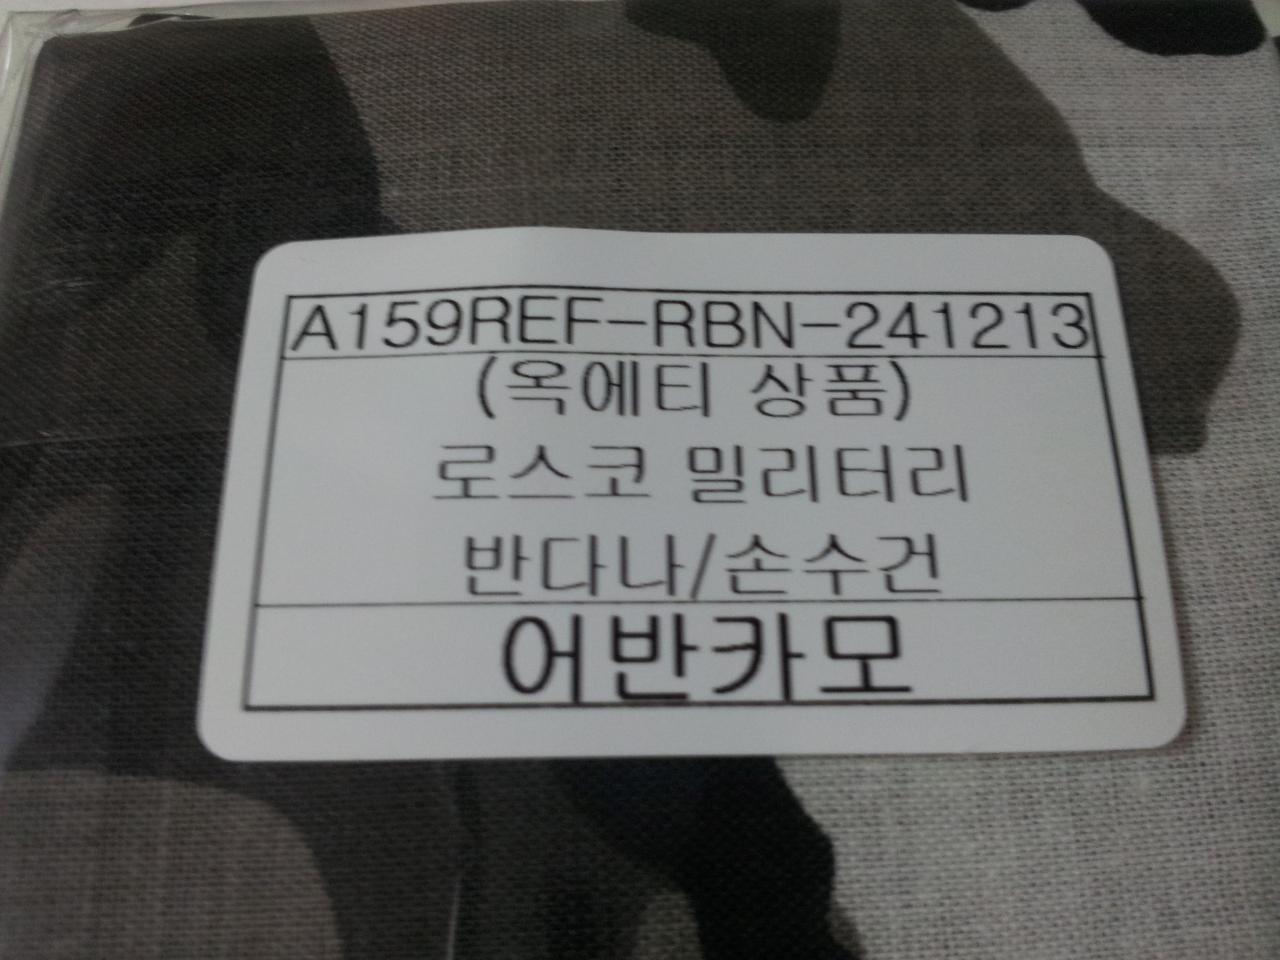 A159REF-RBN-241213
(옥에티 상품)
로스코 밀리터리
반다나/손수건
어반카모